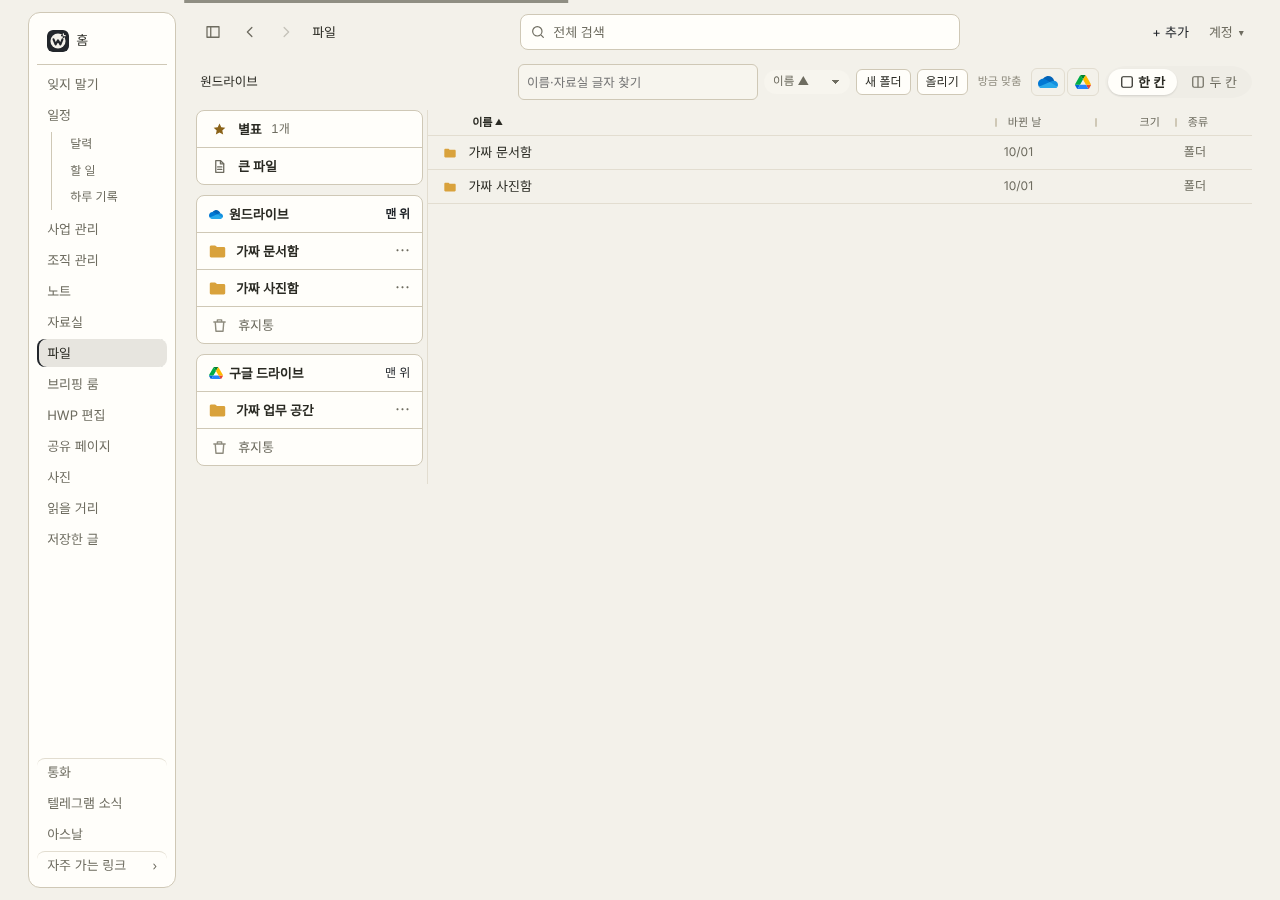 홈
잊지 말기
일정
달력
할 일
하루 기록
사업 관리
조직 관리
노트
자료실
파일
브리핑 룸
HWP 편집
공유 페이지
사진
읽을 거리
저장한 글
통화
텔레그램 소식
아스날
자주 가는 링크 ›
파일
전체 검색
+ 추가
계정 ▾
원드라이브
이름·자료실 글자 찾기
이름 ▲
새 폴더
올리기
방금 맞춤
한 칸
두 칸
별표 1개
큰 파일
원드라이브 맨 위
가짜 문서함 ···
가짜 사진함 ···
휴지통
구글 드라이브 맨 위
가짜 업무 공간 ···
휴지통
이름▲ 바뀐 날 크기 종류
가짜 문서함 10/01 폴더
가짜 사진함 10/01 폴더